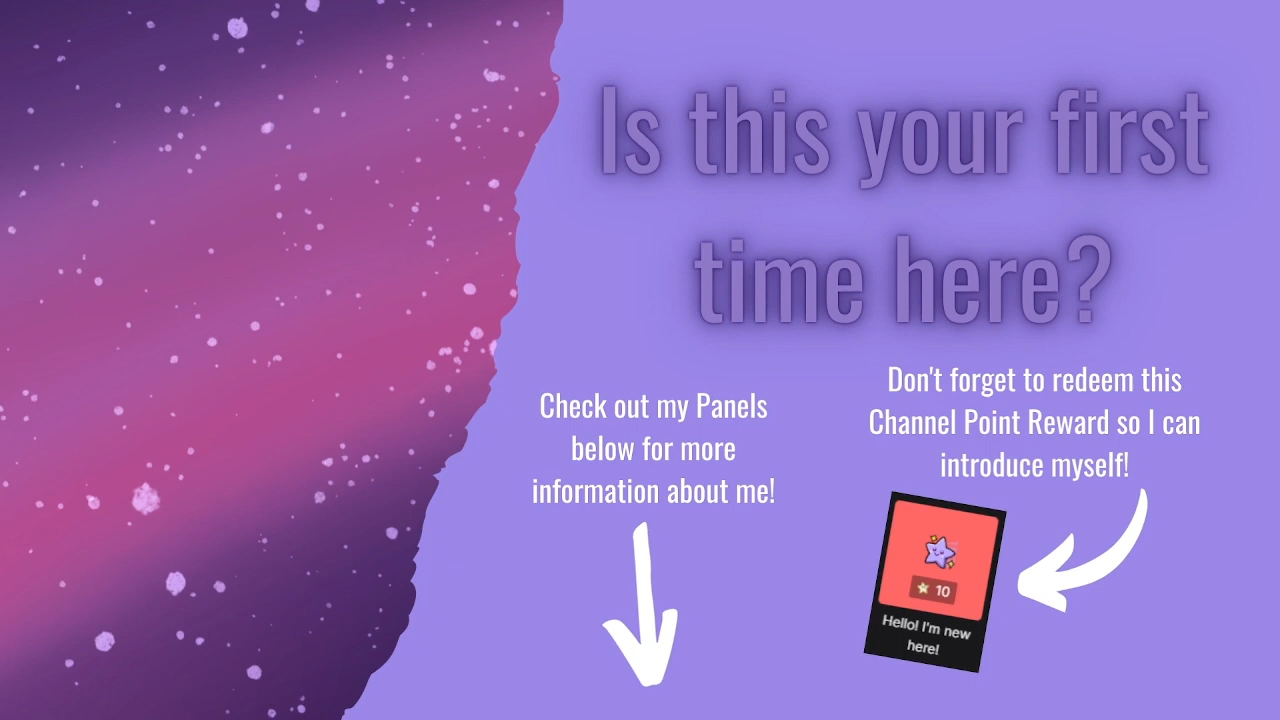 Is this your first
time here?
Check out my Panels
below for more
information about me!
Don't forget to redeem this
Channel Point Reward so I can
introduce myself!
10
Hello! I'm new
here!